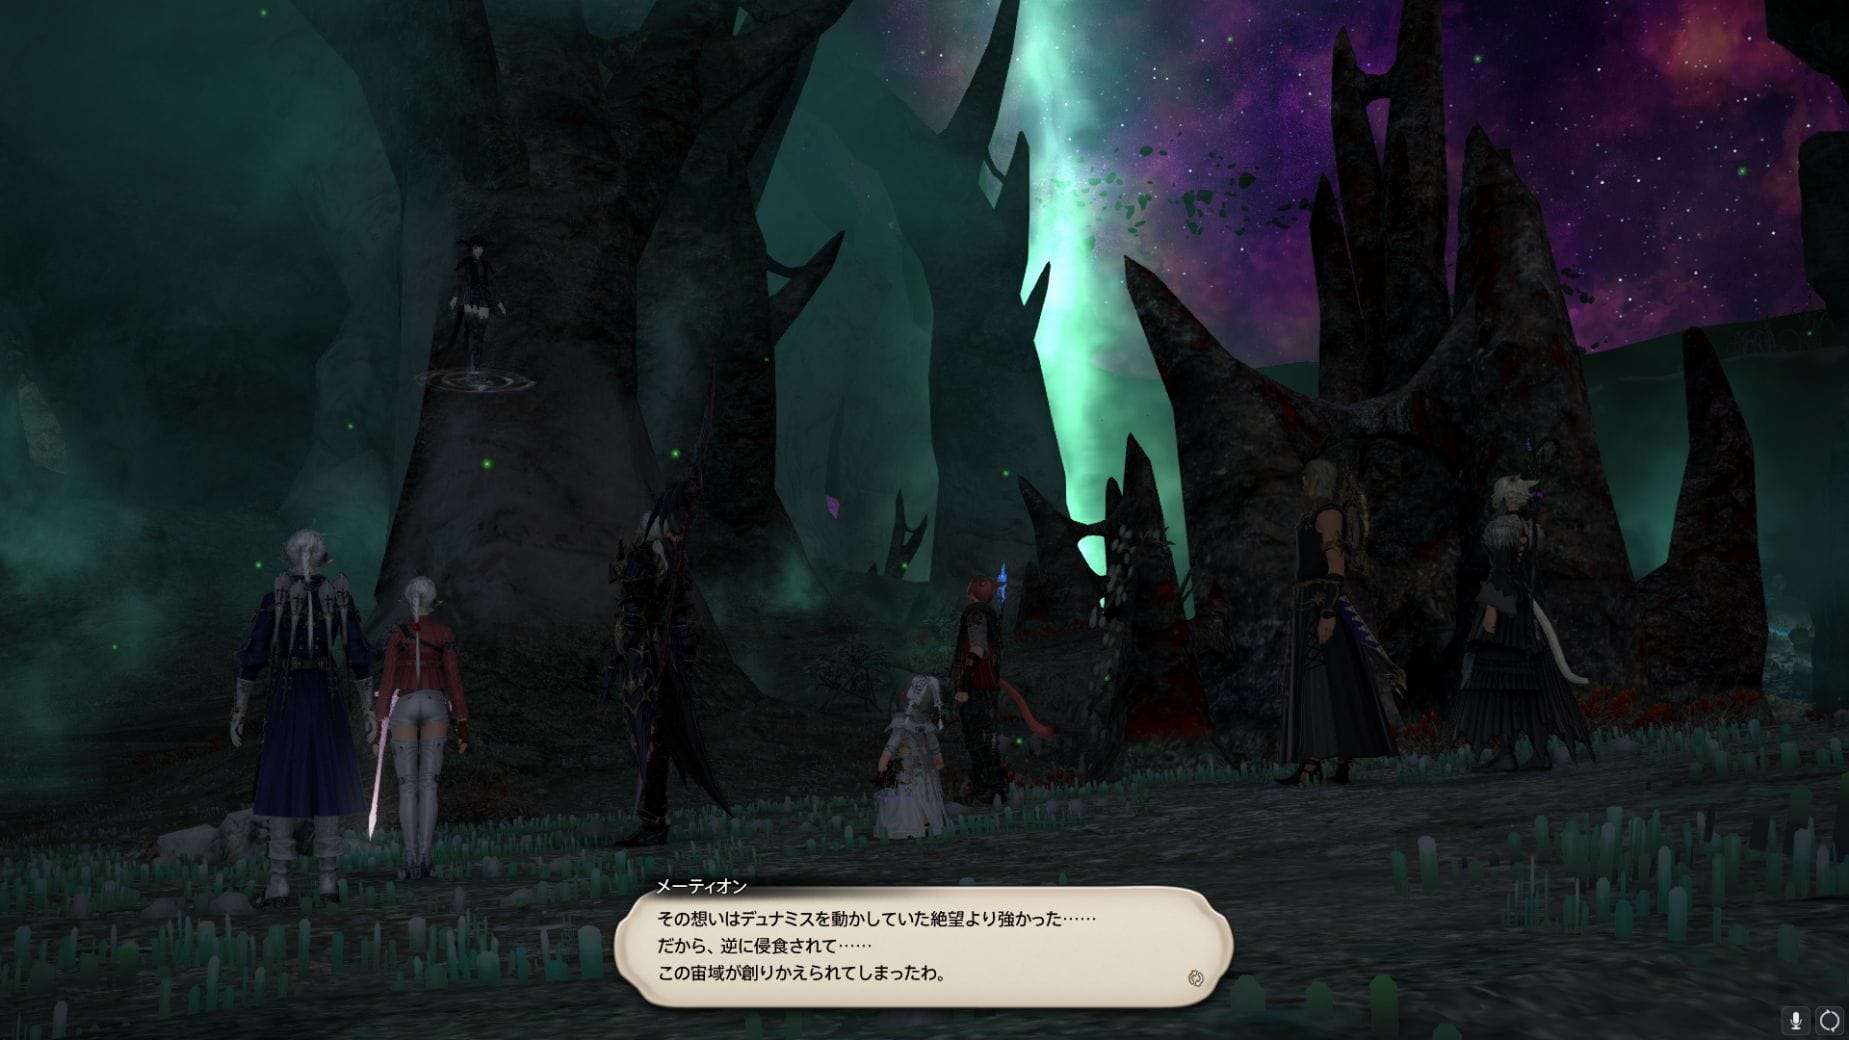 メーティオン
その想いはデュナミスを動かしていた絶望より強かった……
だから、逆に侵食されて……
この宙域が創りかえられてしまったわ。